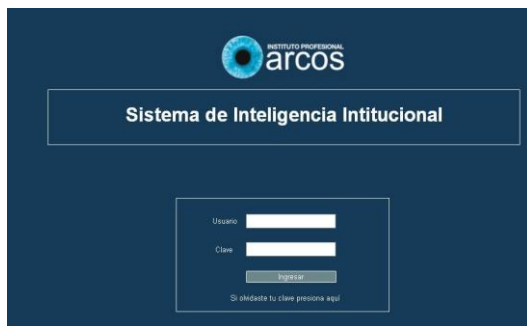 INSTITUTO PROFESIONAL
arcos
Sistema de Inteligencia Intitucional
Usuario
Clave
Ingresar
Si olvidaste tu clave presiona aquí